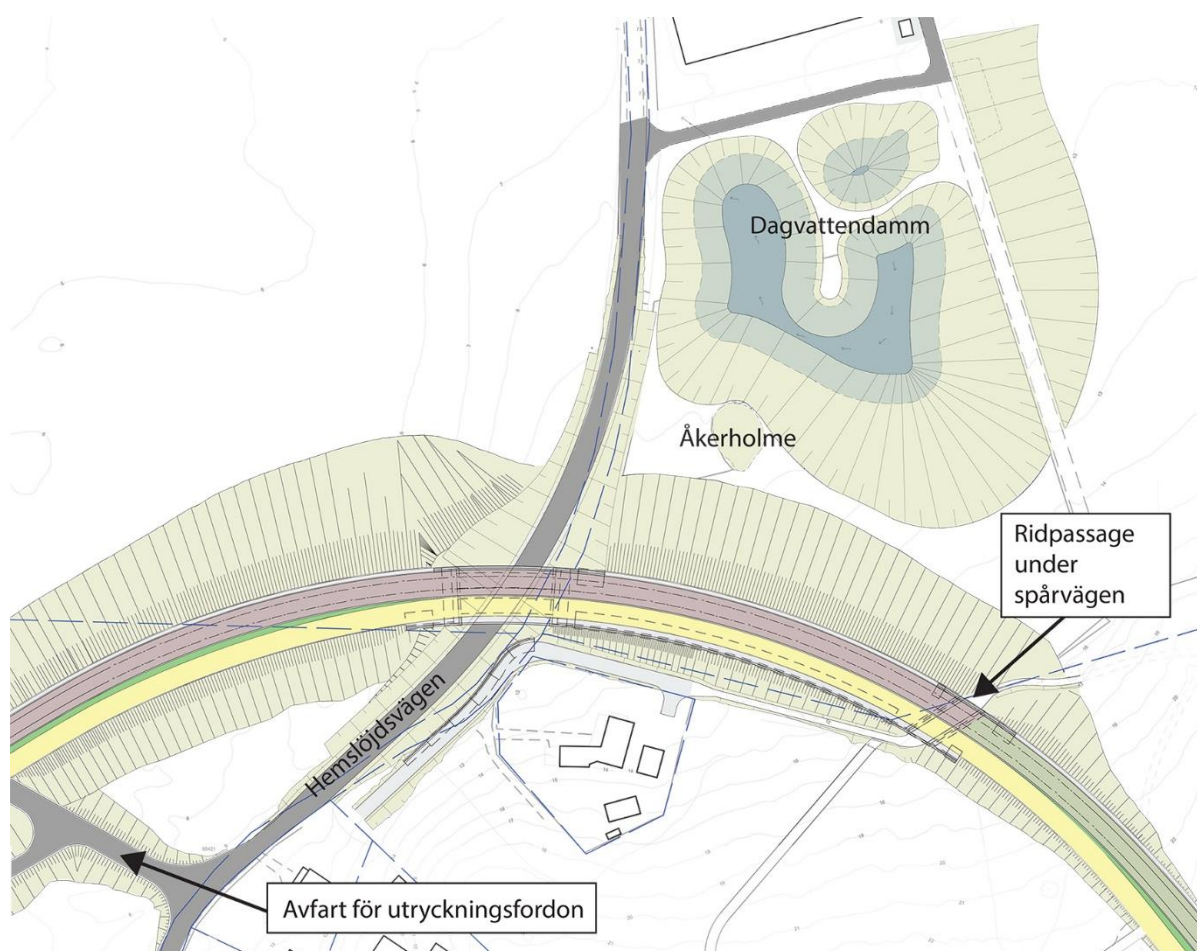 Dagvattendamm
Åkerholme
Ridpassage
under
spårvägen
Hemslöjdsvägen
Avfart för utryckningsfordon